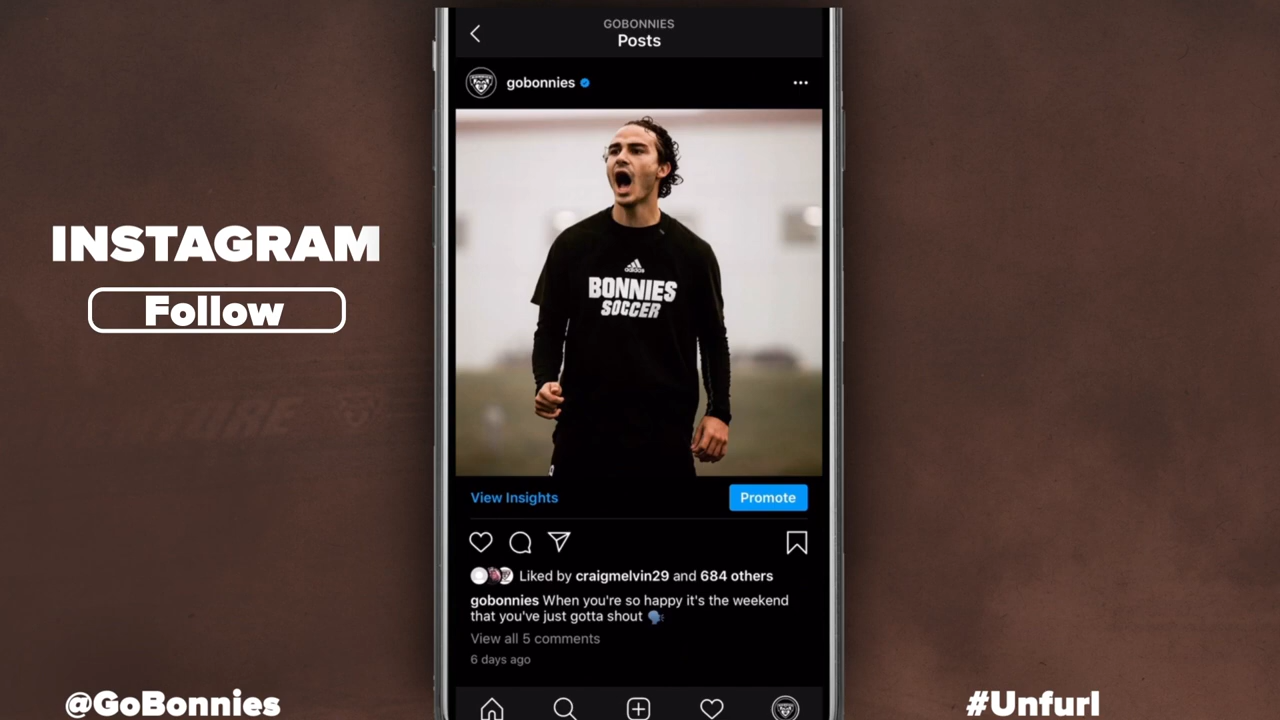 GOBONNIES
Posts
gobonnies
adidas
BONNIES
SOCCER
INSTAGRAM
Follow
View Insights
Promote
Liked by craigmelvin29 and 684 others
gobonnies When you're so happy it's the weekend
that you've just gotta shout 🗣
View all 5 comments
6 days ago
@GoBonnies
#Unfurl